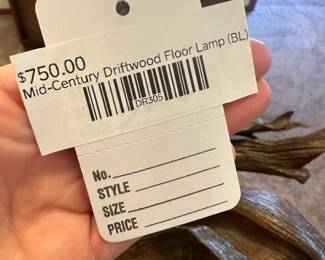 $750.00
Mid-Century Driftwood Floor Lamp (BL)
DR305
No.
STYLE
SIZE
PRICE